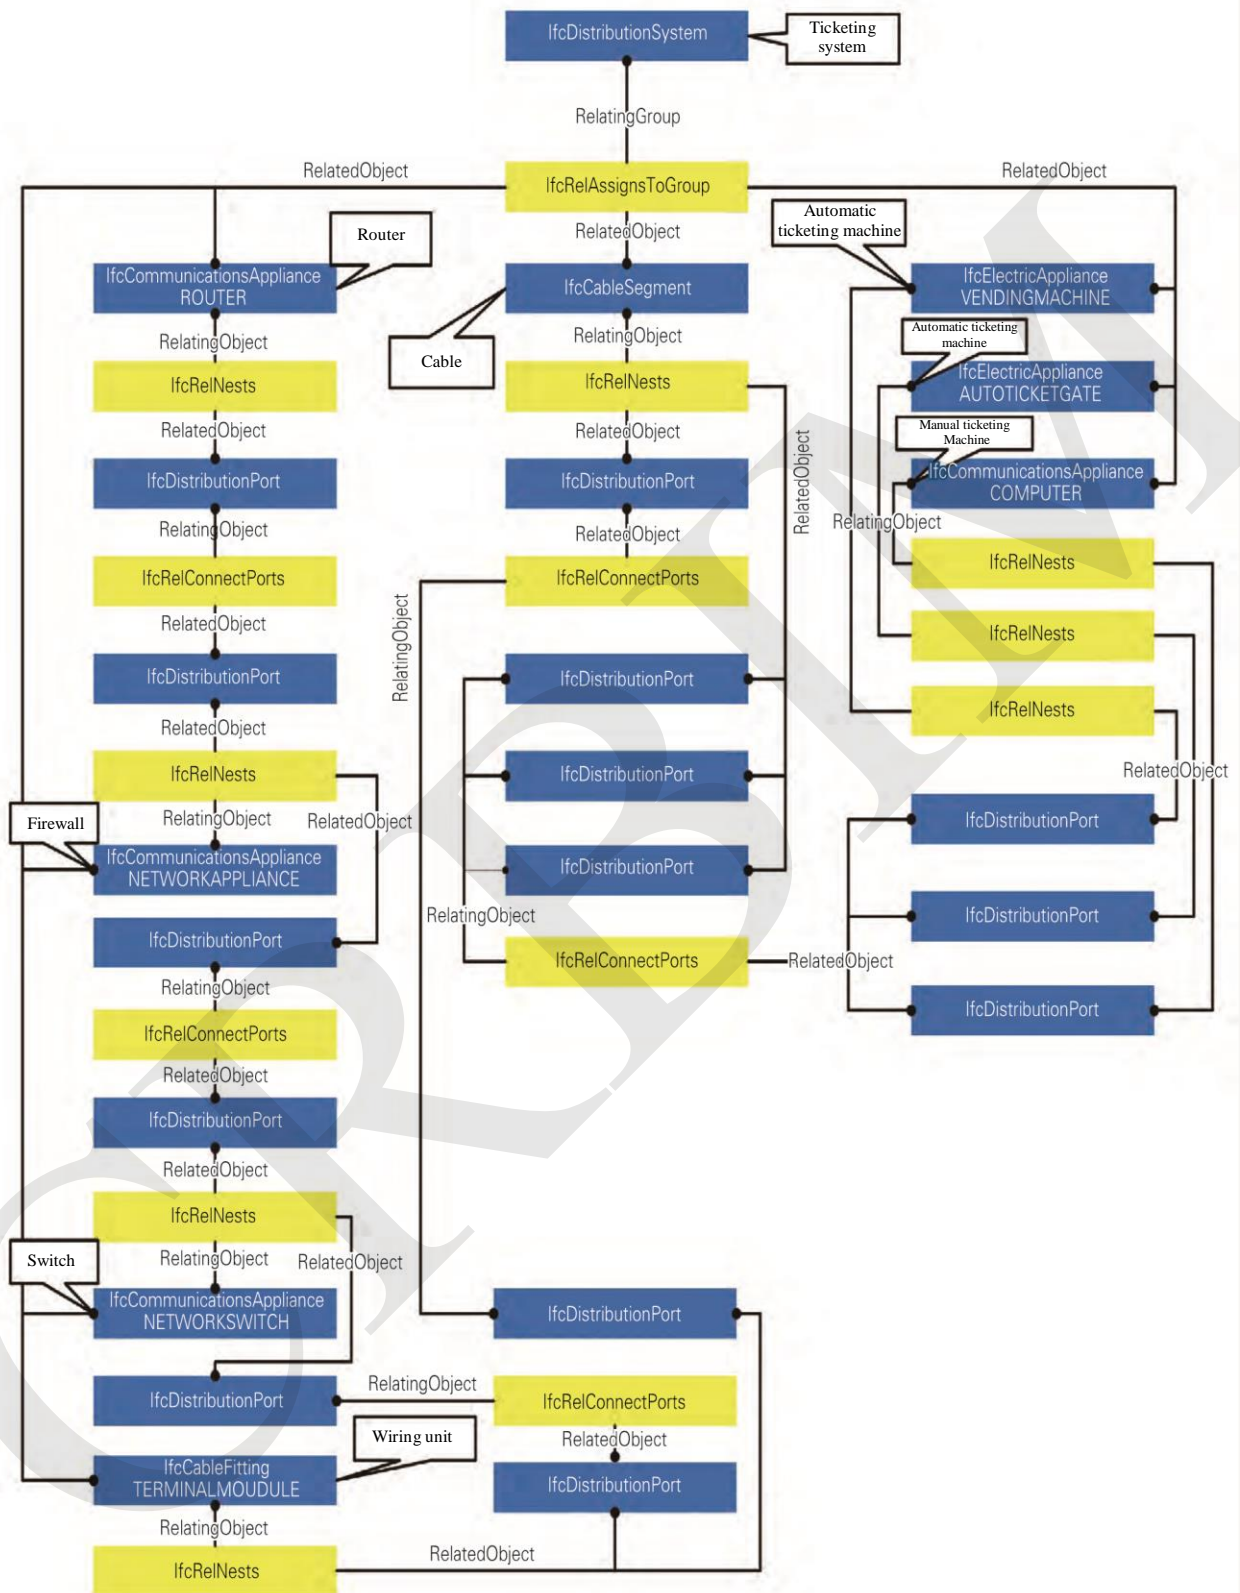 IfcDistributionSystem
Ticketing
system
RelatingGroup
RelatedObject
IfcRelAssignsToGroup
RelatedObject
RelatedObject
Automatic
ticketing machine
Router
IfcCommunicationsAppliance
ROUTER
IfcCableSegment
IfcElectricAppliance
VENDINGMACHINE
RelatingObject
RelatingObject
Automatic ticketing
machine
Cable
IfcRelNests
IfcRelNests
IfcElectricAppliance
AUTOTICKETGATE
RelatedObject
RelatedObject
RelatedObject
Manual ticketing
Machine
IfcDistributionPort
IfcDistributionPort
IfcCommunicationsAppliance
COMPUTER
RelatingObject
RelatedObject
RelatingObject
IfcRelConnectPorts
IfcRelConnectPorts
IfcRelNests
RelatedObject
RelatingObject
IfcRelNests
IfcDistributionPort
IfcDistributionPort
IfcRelNests
RelatedObject
IfcRelNests
IfcDistributionPort
RelatedObject
RelatingObject
RelatedObject
IfcDistributionPort
Firewall
IfcCommunicationsAppliance
NETWORKAPPLIANCE
IfcDistributionPort
RelatingObject
IfcDistributionPort
IfcDistributionPort
IfcRelConnectPorts
RelatedObject
RelatingObject
IfcDistributionPort
IfcRelConnectPorts
RelatedObject
IfcDistributionPort
RelatedObject
IfcRelNests
Switch
RelatingObject
RelatedObject
IfcCommunicationsAppliance
NETWORKSWITCH
IfcDistributionPort
IfcDistributionPort
RelatingObject
IfcRelConnectPorts
Wiring unit
RelatedObject
IfcCableFitting
TERMINALMOUDULE
IfcDistributionPort
RelatingObject
RelatedObject
IfcRelNests
CRBIM